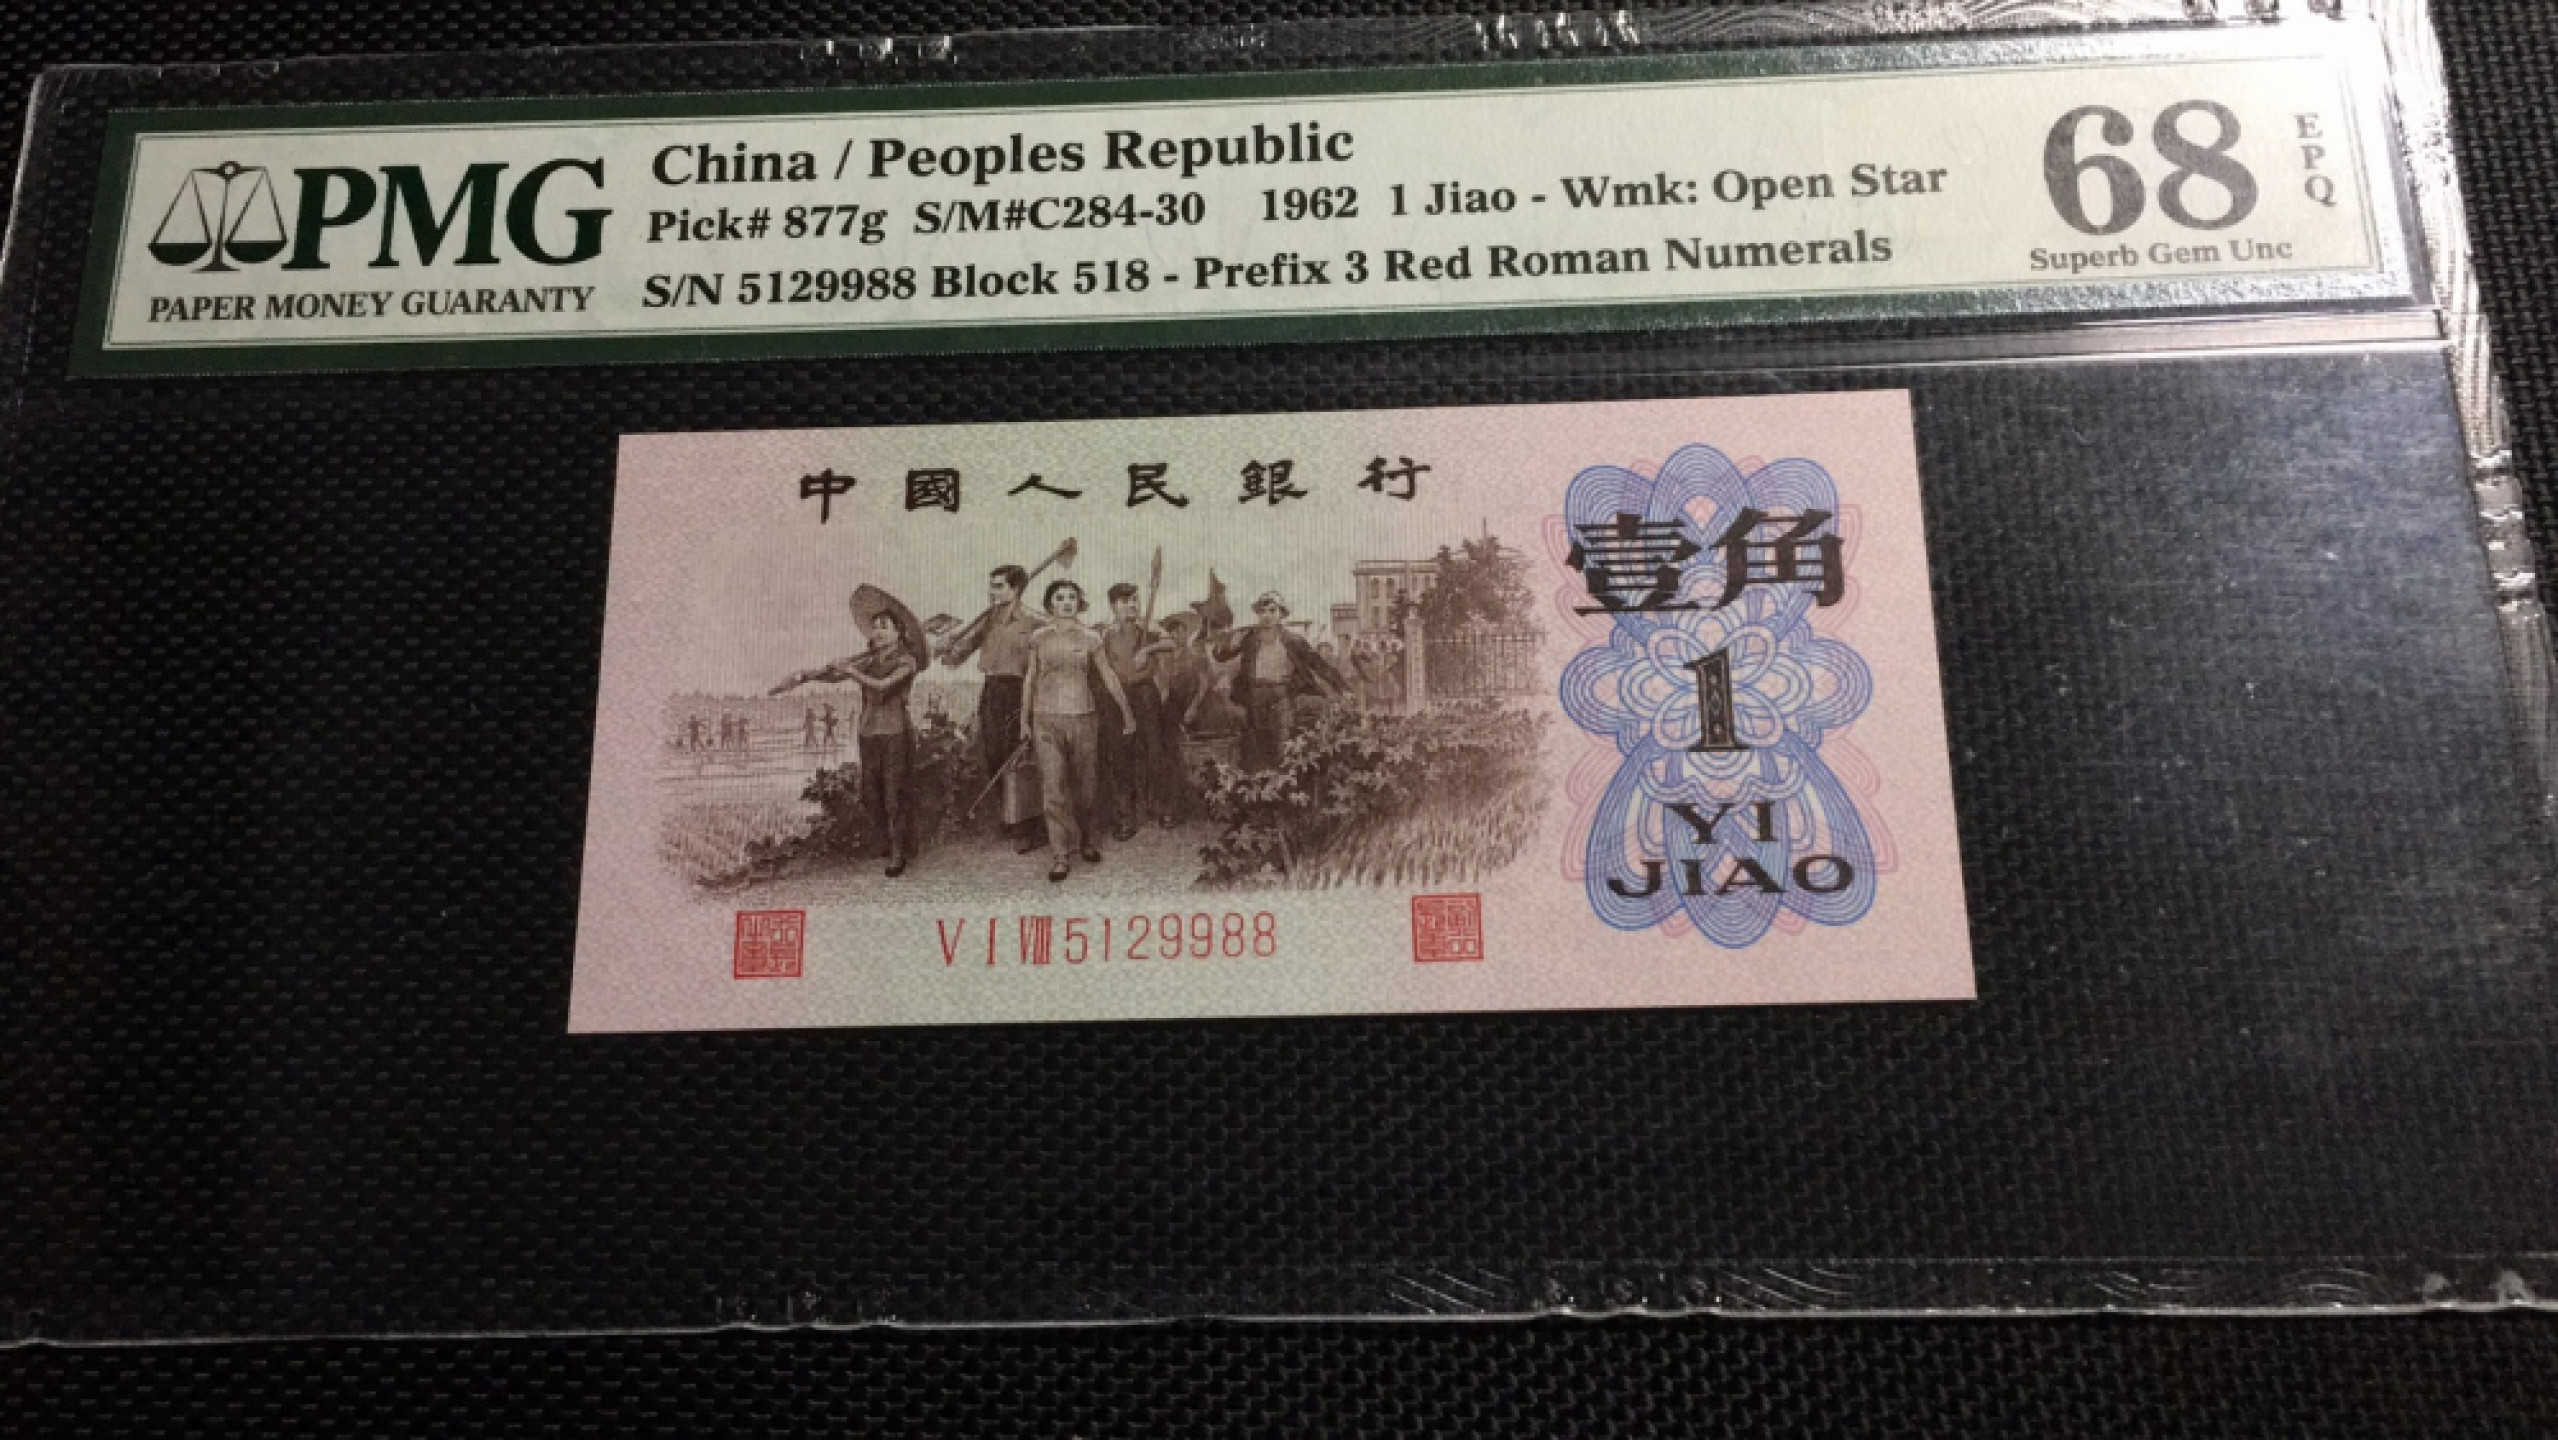 PMG
PAPER MONEY GUARANTY
China / Peoples Republic
Pick# 877g S/M#C284-30 1962 1 Jiao - Wmk: Open Star
S/N 5129988 Block 518 - Prefix 3 Red Roman Numerals
68
EPQ
Superb Gem Unc
中國人民銀行
壹角
1
YI
JIAO
V I VIII 5129988